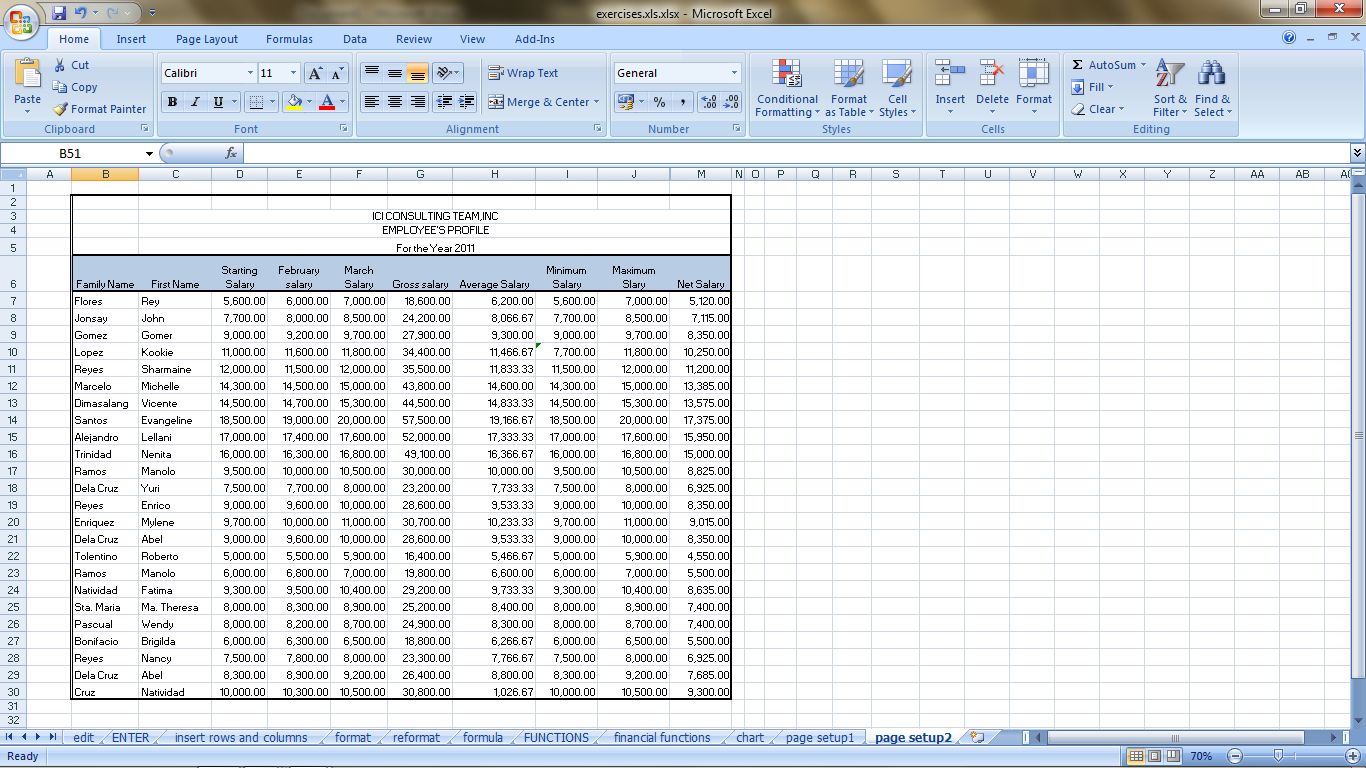 exercises.xls.xlsx - Microsoft Excel
Home Insert Page Layout Formulas Data Review View Add-Ins
Paste Cut Copy Format Painter Clipboard
Calibri 11 A A B I U A Font
Wrap Text Merge & Center Alignment
General % , Number
Conditional Formatting Format as Table Cell Styles Styles
Insert Delete Format Cells
Σ AutoSum Fill Clear Sort & Filter Find & Select Editing
B51 fx
A B C D E F G H I J M N O P Q R S T U V W X Y Z AA AB AC
1
2
3 ICI CONSULTING TEAM,INC
4 EMPLOYEE'S PROFILE
5 For the Year 2011
6 Family Name First Name Starting Salary February salary March Salary Gross salary Average Salary Minimum Salary Maximum Slary Net Salary
7 Flores Rey 5,600.00 6,000.00 7,000.00 18,600.00 6,200.00 5,600.00 7,000.00 5,120.00
8 Jonsay John 7,700.00 8,000.00 8,500.00 24,200.00 8,066.67 7,700.00 8,500.00 7,115.00
9 Gomez Gomer 9,000.00 9,200.00 9,700.00 27,900.00 9,300.00 9,000.00 9,700.00 8,350.00
10 Lopez Kookie 11,000.00 11,600.00 11,800.00 34,400.00 11,466.67 7,700.00 11,800.00 10,250.00
11 Reyes Sharmaine 12,000.00 11,500.00 12,000.00 35,500.00 11,833.33 11,500.00 12,000.00 11,200.00
12 Marcelo Michelle 14,300.00 14,500.00 15,000.00 43,800.00 14,600.00 14,300.00 15,000.00 13,385.00
13 Dimasalang Vicente 14,500.00 14,700.00 15,300.00 44,500.00 14,833.33 14,500.00 15,300.00 13,575.00
14 Santos Evangeline 18,500.00 19,000.00 20,000.00 57,500.00 19,166.67 18,500.00 20,000.00 17,375.00
15 Alejandro Lellani 17,000.00 17,400.00 17,600.00 52,000.00 17,333.33 17,000.00 17,600.00 15,950.00
16 Trinidad Nenita 16,000.00 16,300.00 16,800.00 49,100.00 16,366.67 16,000.00 16,800.00 15,000.00
17 Ramos Manolo 9,500.00 10,000.00 10,500.00 30,000.00 10,000.00 9,500.00 10,500.00 8,825.00
18 Dela Cruz Yuri 7,500.00 7,700.00 8,000.00 23,200.00 7,733.33 7,500.00 8,000.00 6,925.00
19 Reyes Enrico 9,000.00 9,600.00 10,000.00 28,600.00 9,533.33 9,000.00 10,000.00 8,350.00
20 Enriquez Mylene 9,700.00 10,000.00 11,000.00 30,700.00 10,233.33 9,700.00 11,000.00 9,015.00
21 Dela Cruz Abel 9,000.00 9,600.00 10,000.00 28,600.00 9,533.33 9,000.00 10,000.00 8,350.00
22 Tolentino Roberto 5,000.00 5,500.00 5,900.00 16,400.00 5,466.67 5,000.00 5,900.00 4,550.00
23 Ramos Manolo 6,000.00 6,800.00 7,000.00 19,800.00 6,600.00 6,000.00 7,000.00 5,500.00
24 Natividad Fatima 9,300.00 9,500.00 10,400.00 29,200.00 9,733.33 9,300.00 10,400.00 8,635.00
25 Sta. Maria Ma. Theresa 8,000.00 8,300.00 8,900.00 25,200.00 8,400.00 8,000.00 8,900.00 7,400.00
26 Pascual Wendy 8,000.00 8,200.00 8,700.00 24,900.00 8,300.00 8,000.00 8,700.00 7,400.00
27 Bonifacio Brigilda 6,000.00 6,300.00 6,500.00 18,800.00 6,266.67 6,000.00 6,500.00 5,500.00
28 Reyes Nancy 7,500.00 7,800.00 8,000.00 23,300.00 7,766.67 7,500.00 8,000.00 6,925.00
29 Dela Cruz Abel 8,300.00 8,900.00 9,200.00 26,400.00 8,800.00 8,300.00 9,200.00 7,685.00
30 Cruz Natividad 10,000.00 10,300.00 10,500.00 30,800.00 1,026.67 10,000.00 10,500.00 9,300.00
31
32
edit ENTER insert rows and columns format reformat formula FUNCTIONS financial functions chart page setup1 page setup2
Ready 70%